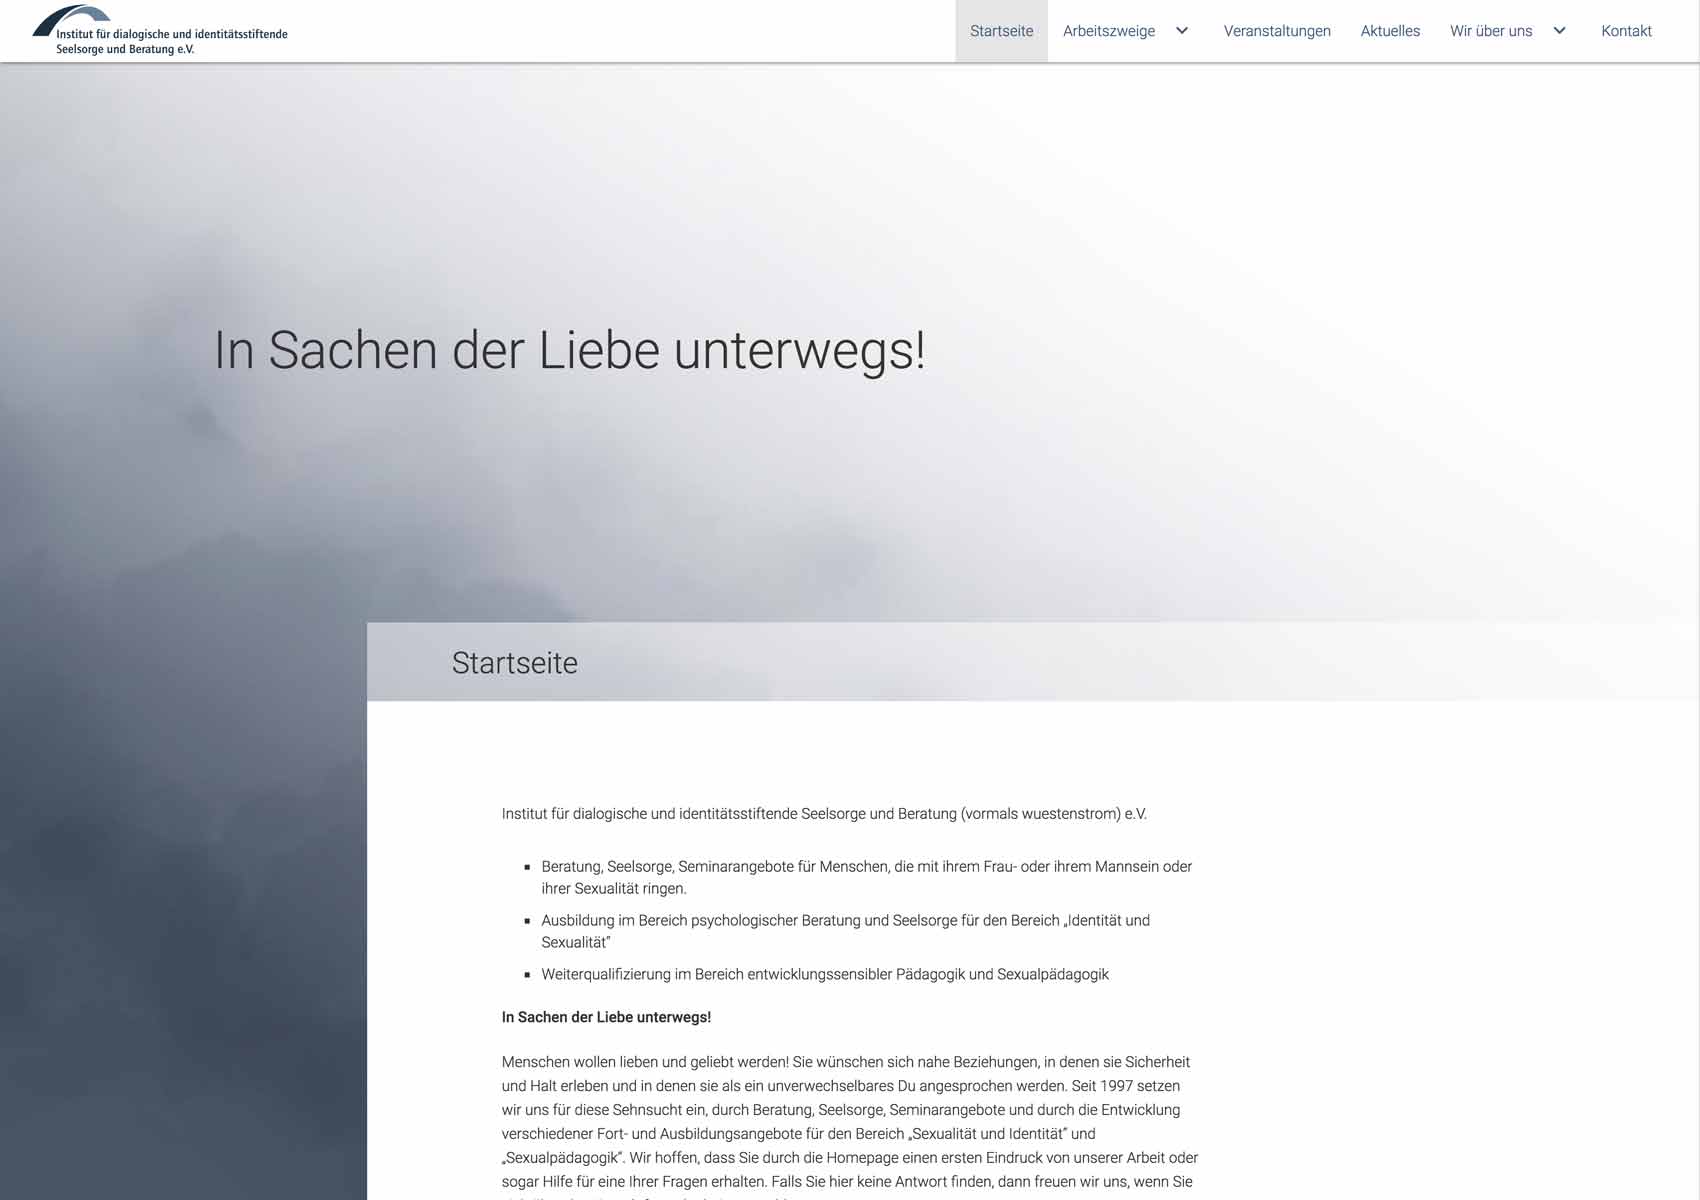 Institut für dialogische und identitätsstiftende
Seelsorge und Beratung e.V.
Startseite
Arbeitszweige
Veranstaltungen
Aktuelles
Wir über uns
Kontakt
In Sachen der Liebe unterwegs!
Startseite
Institut für dialogische und identitätsstiftende Seelsorge und Beratung (vormals wuestenstrom) e.V.
Beratung, Seelsorge, Seminarangebote für Menschen, die mit ihrem Frau- oder ihrem Mannsein oder
ihrer Sexualität ringen.
Ausbildung im Bereich psychologischer Beratung und Seelsorge für den Bereich „Identität und
Sexualität“
Weiterqualifizierung im Bereich entwicklungssensibler Pädagogik und Sexualpädagogik
In Sachen der Liebe unterwegs!
Menschen wollen lieben und geliebt werden! Sie wünschen sich nahe Beziehungen, in denen sie Sicherheit
und Halt erleben und in denen sie als ein unverwechselbares Du angesprochen werden. Seit 1997 setzen
wir uns für diese Sehnsucht ein, durch Beratung, Seelsorge, Seminarangebote und durch die Entwicklung
verschiedener Fort- und Ausbildungsangebote für den Bereich „Sexualität und Identität“ und
„Sexualpädagogik“. Wir hoffen, dass Sie durch die Homepage einen ersten Eindruck von unserer Arbeit oder
sogar Hilfe für eine Ihrer Fragen erhalten. Falls Sie hier keine Antwort finden, dann freuen wir uns, wenn Sie